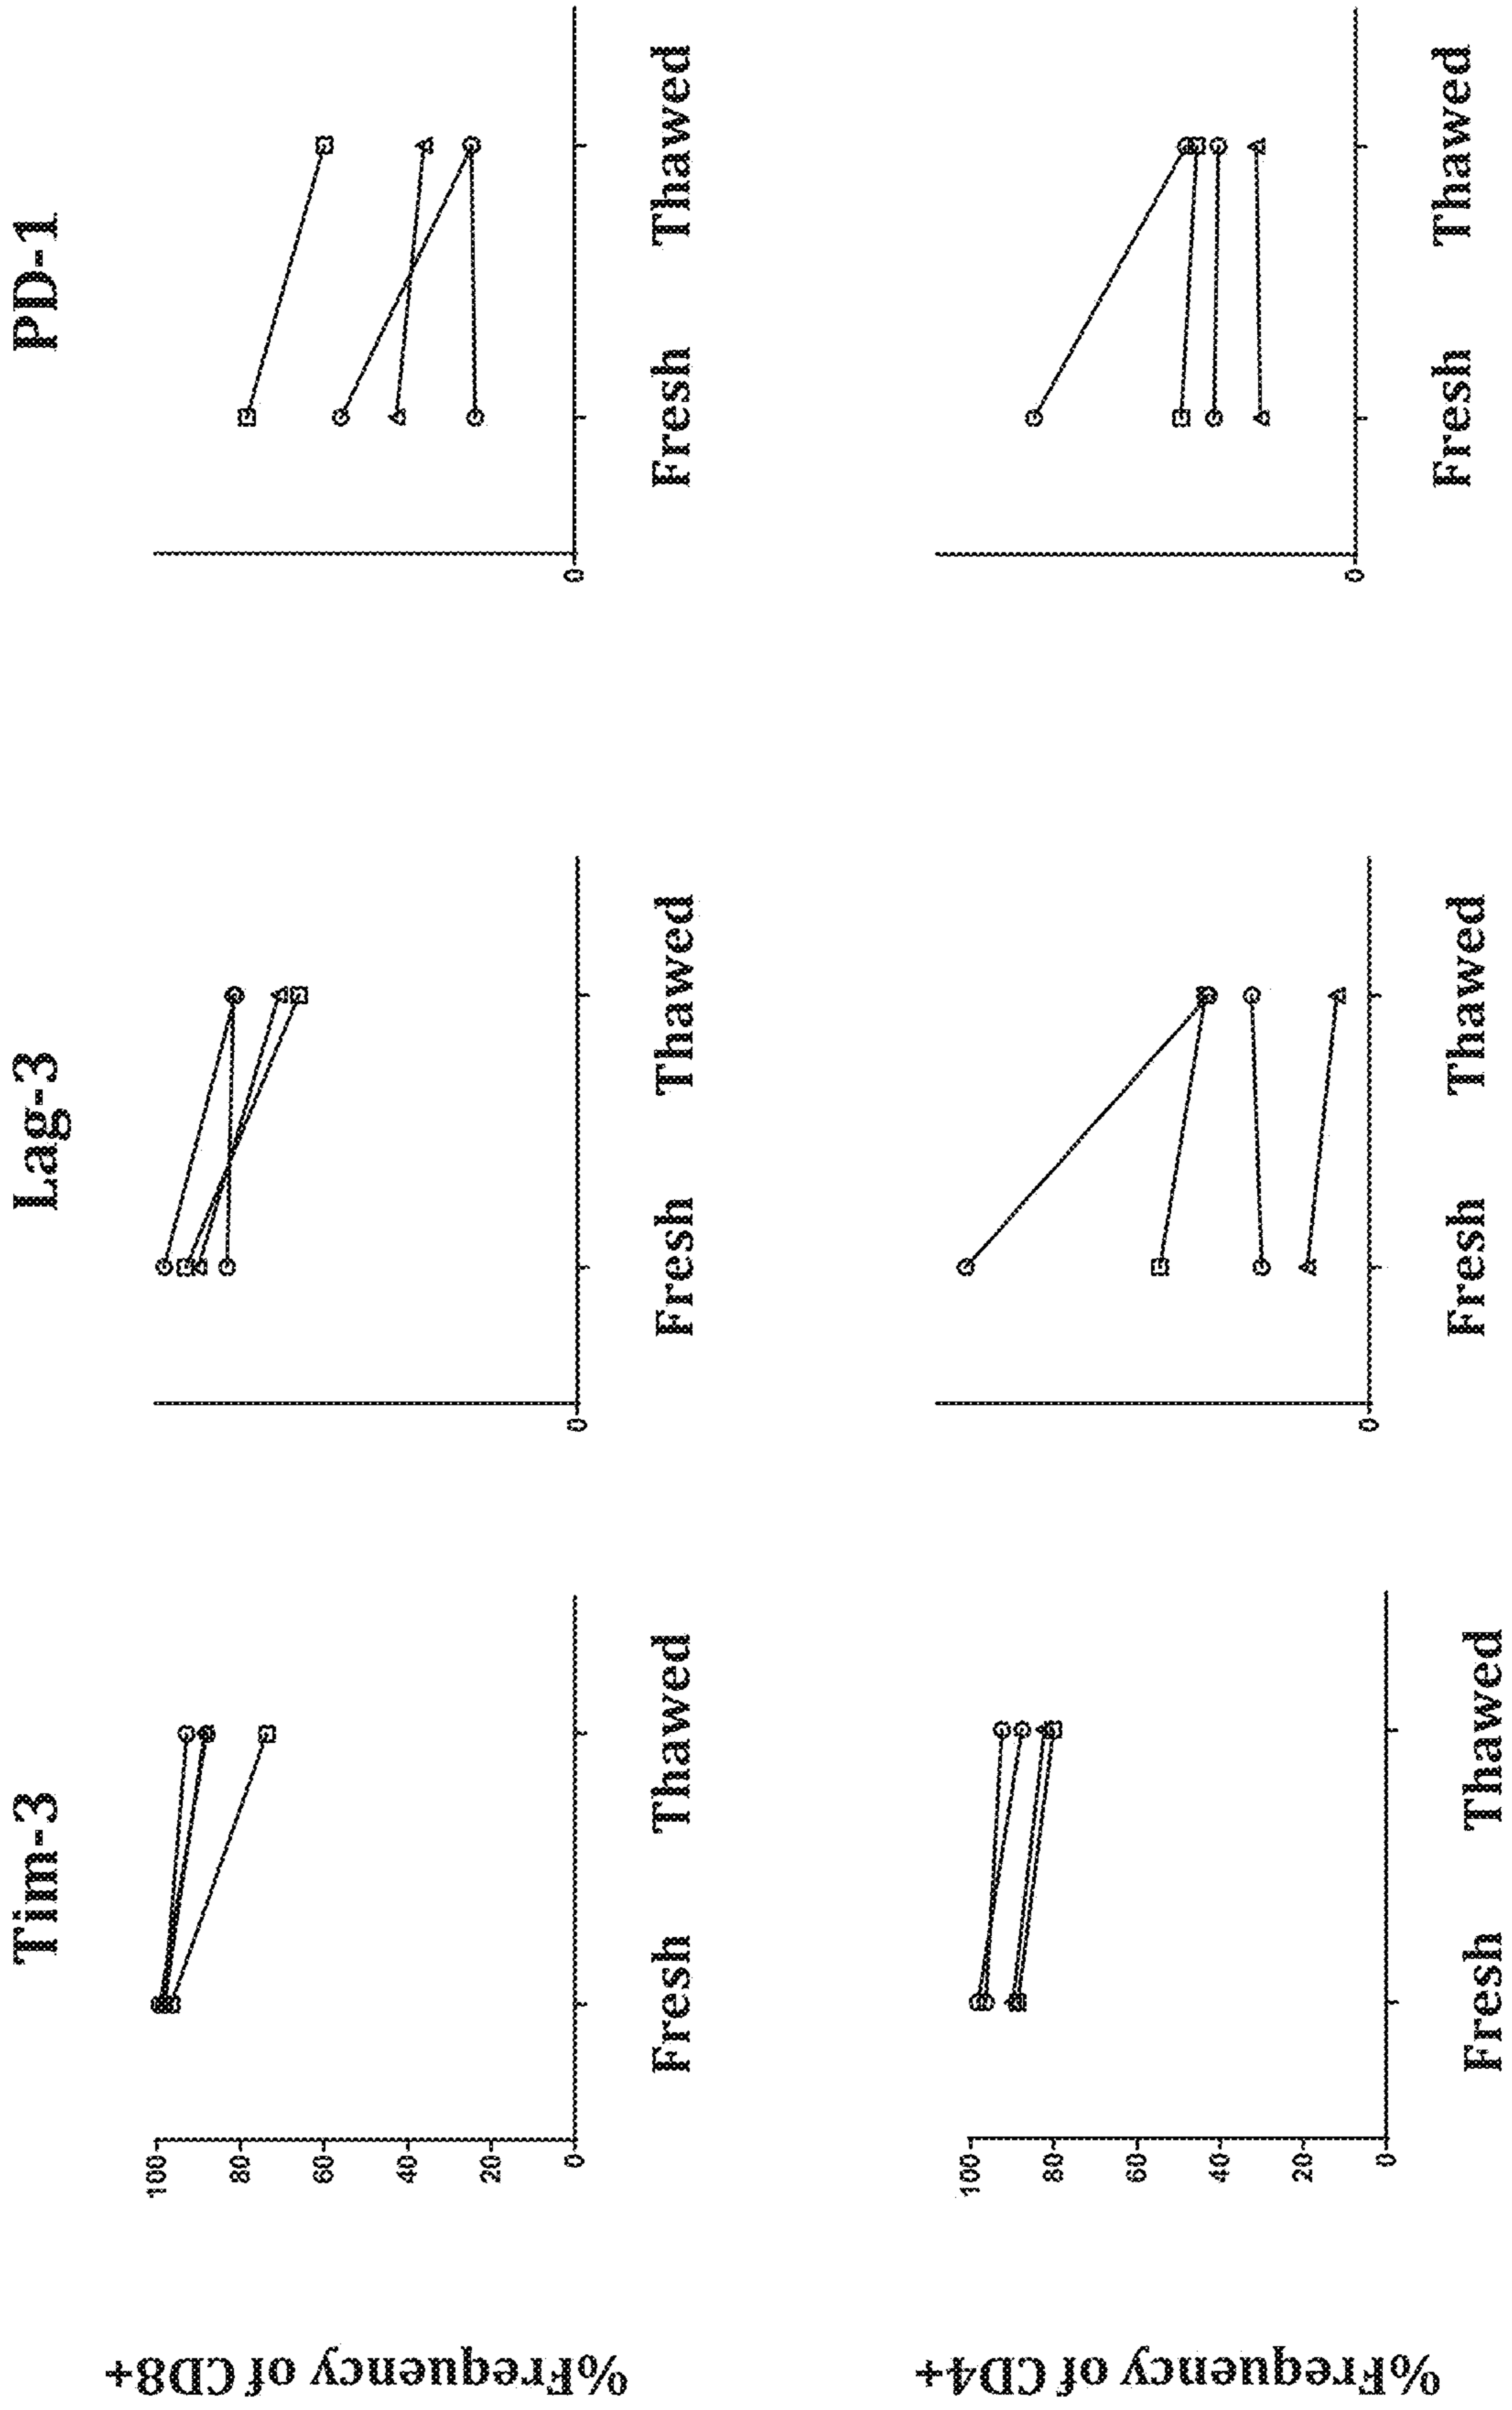 Tim-3
Lag-3
PD-1
%Frequency of CD8+
100
80
60
40
20
0
0
0
Fresh Thawed
Fresh Thawed
Fresh Thawed
%Frequency of CD4+
100
80
60
40
20
0
0
0
Fresh Thawed
Fresh Thawed
Fresh Thawed